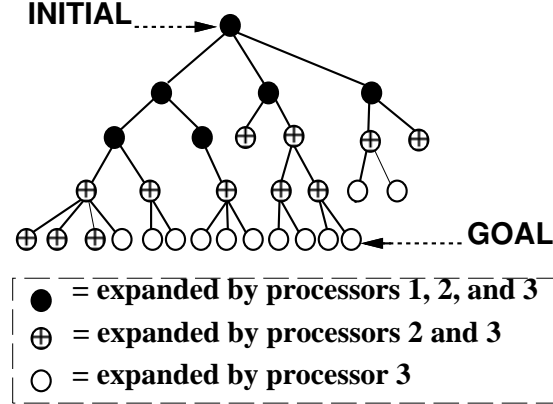 INITIAL
GOAL
= expanded by processors 1, 2, and 3
= expanded by processors 2 and 3
= expanded by processor 3